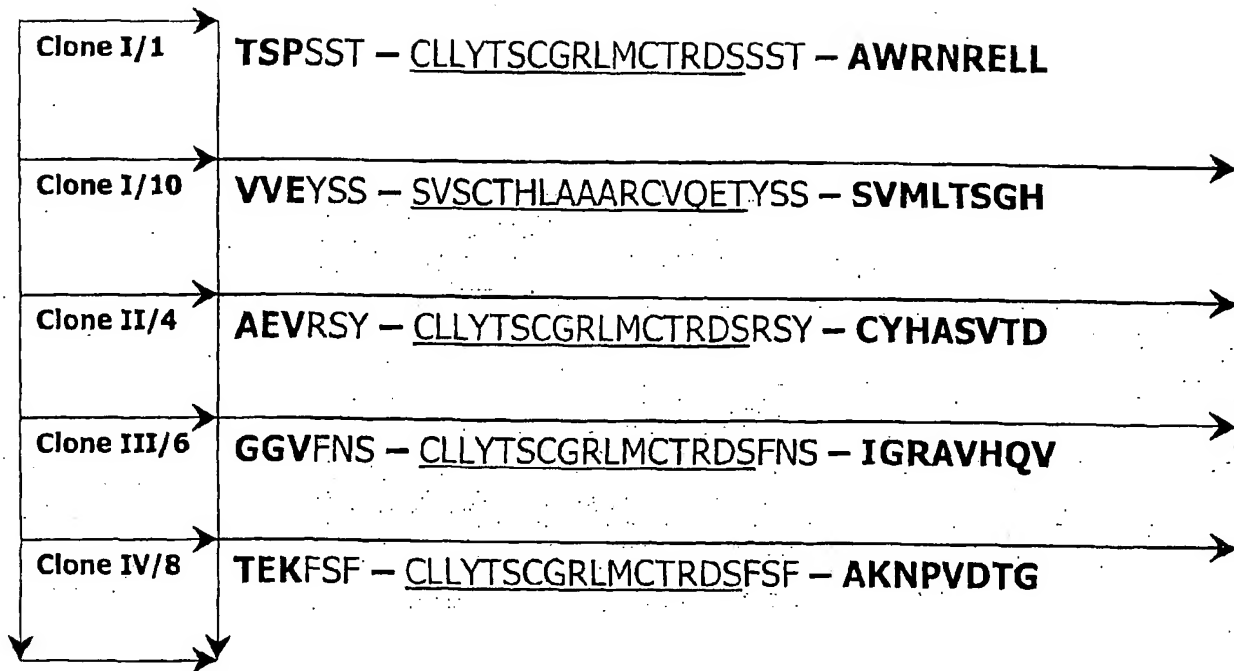 Clone I/1 TSPSST – CLLYTSCGRLMCTRDSSST – AWRNRELL
Clone I/10 VVEYSS – SVSCTHLAAARCVQETYSS – SVMLTSGH
Clone II/4 AEVRSY – CLLYTSCGRLMCTRDSRSY – CYHASVTD
Clone III/6 GGVFNS – CLLYTSCGRLMCTRDSFNS – IGRAVHQV
Clone IV/8 TEKFSF – CLLYTSCGRLMCTRDSFSF – AKNPVDTG